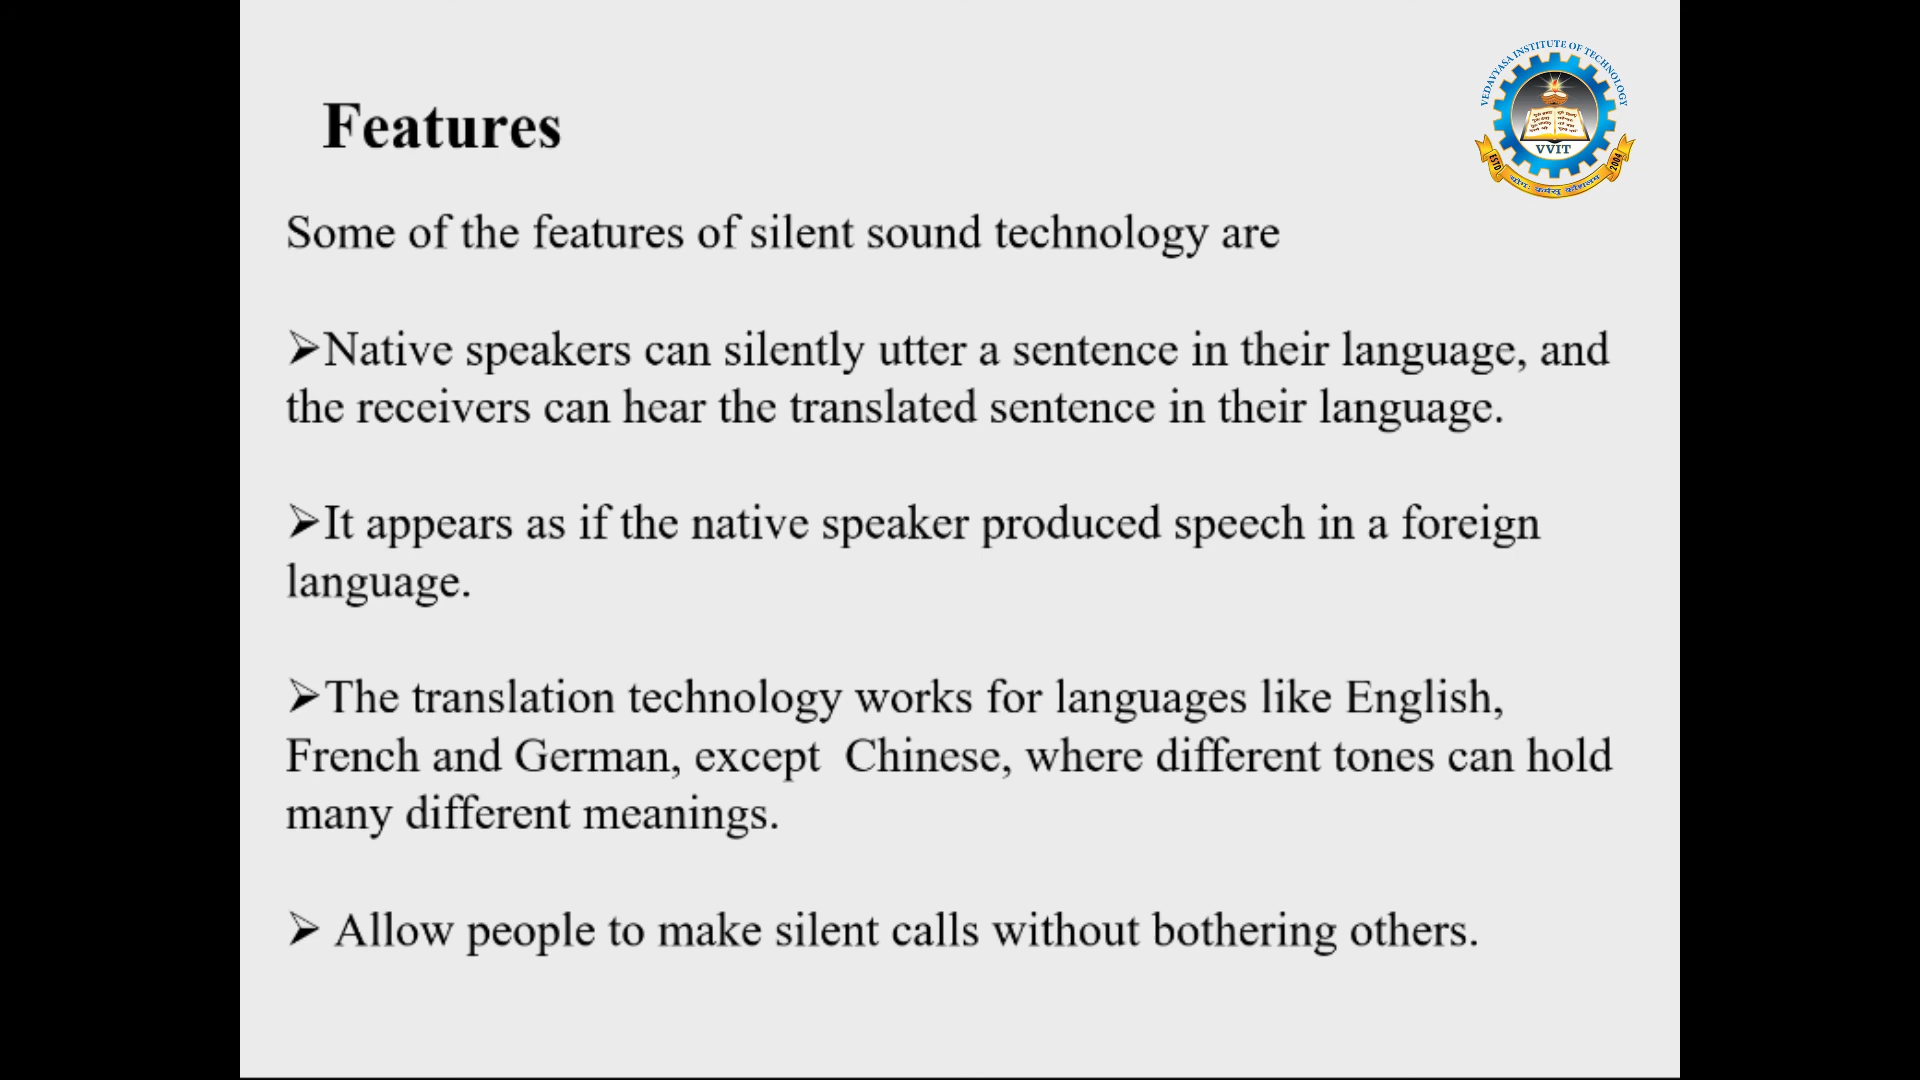 VEDAVYASA INSTITUTE OF TECHNOLOGY
VVIT
ESTD
2004
योगः कर्मसु कौशलम्
Features
Some of the features of silent sound technology are
➢Native speakers can silently utter a sentence in their language, and
the receivers can hear the translated sentence in their language.
➢It appears as if the native speaker produced speech in a foreign
language.
➢The translation technology works for languages like English,
French and German, except  Chinese, where different tones can hold
many different meanings.
➢ Allow people to make silent calls without bothering others.